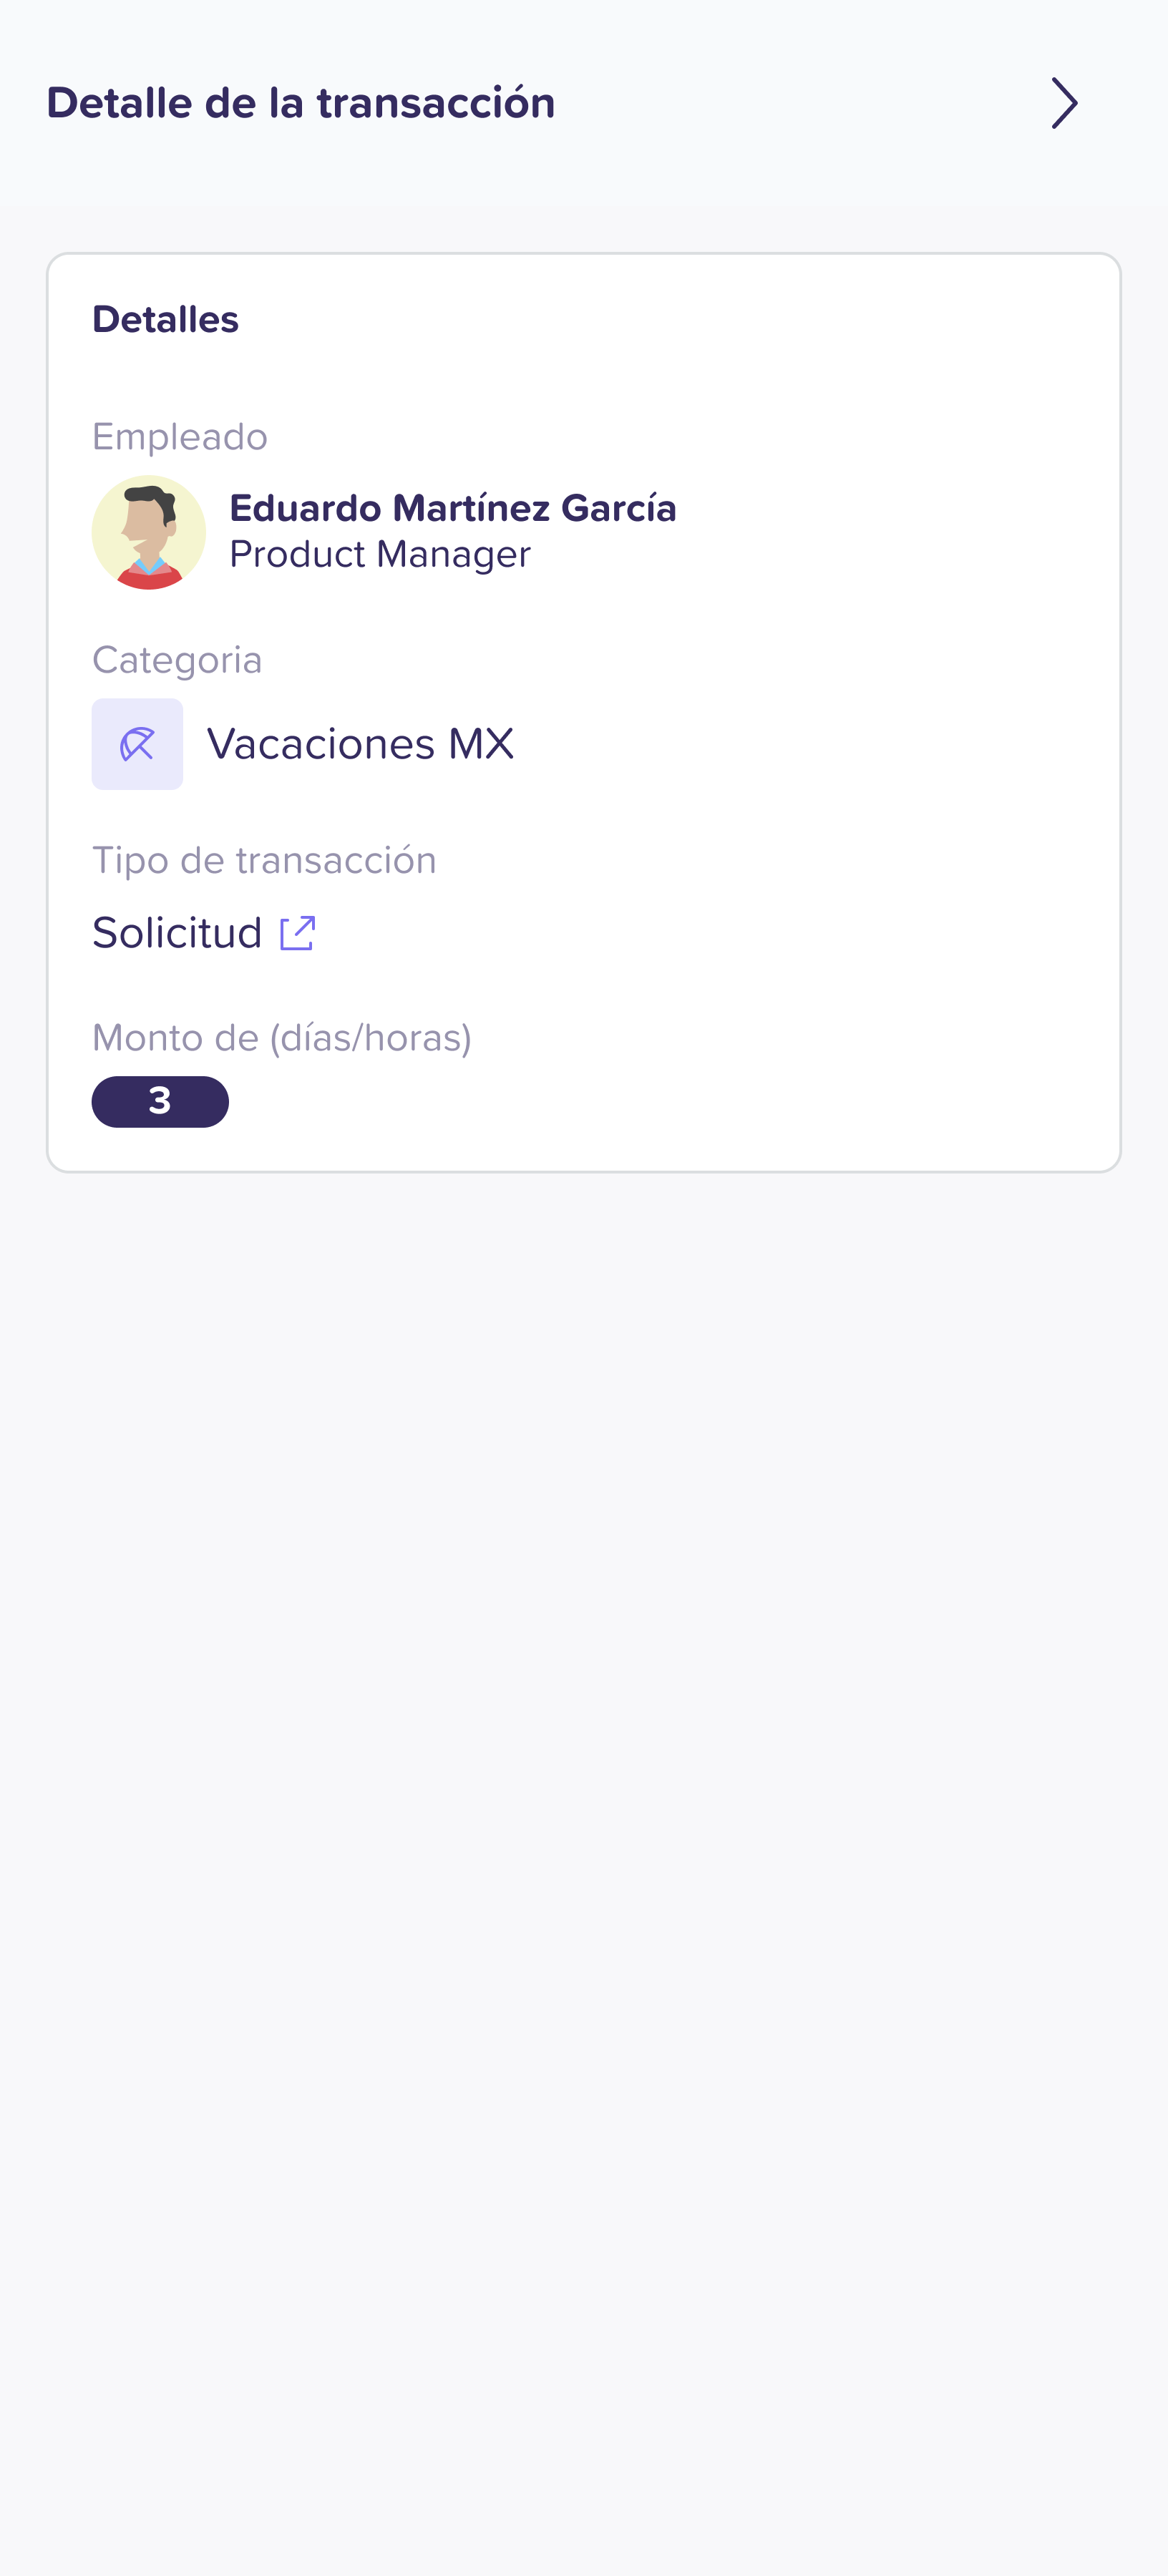 Detalle de la transacción
Detalles
Empleado
Eduardo Martínez García
Product Manager
Categoria
Vacaciones MX
Tipo de transacción
Solicitud
Monto de (días/horas)
3